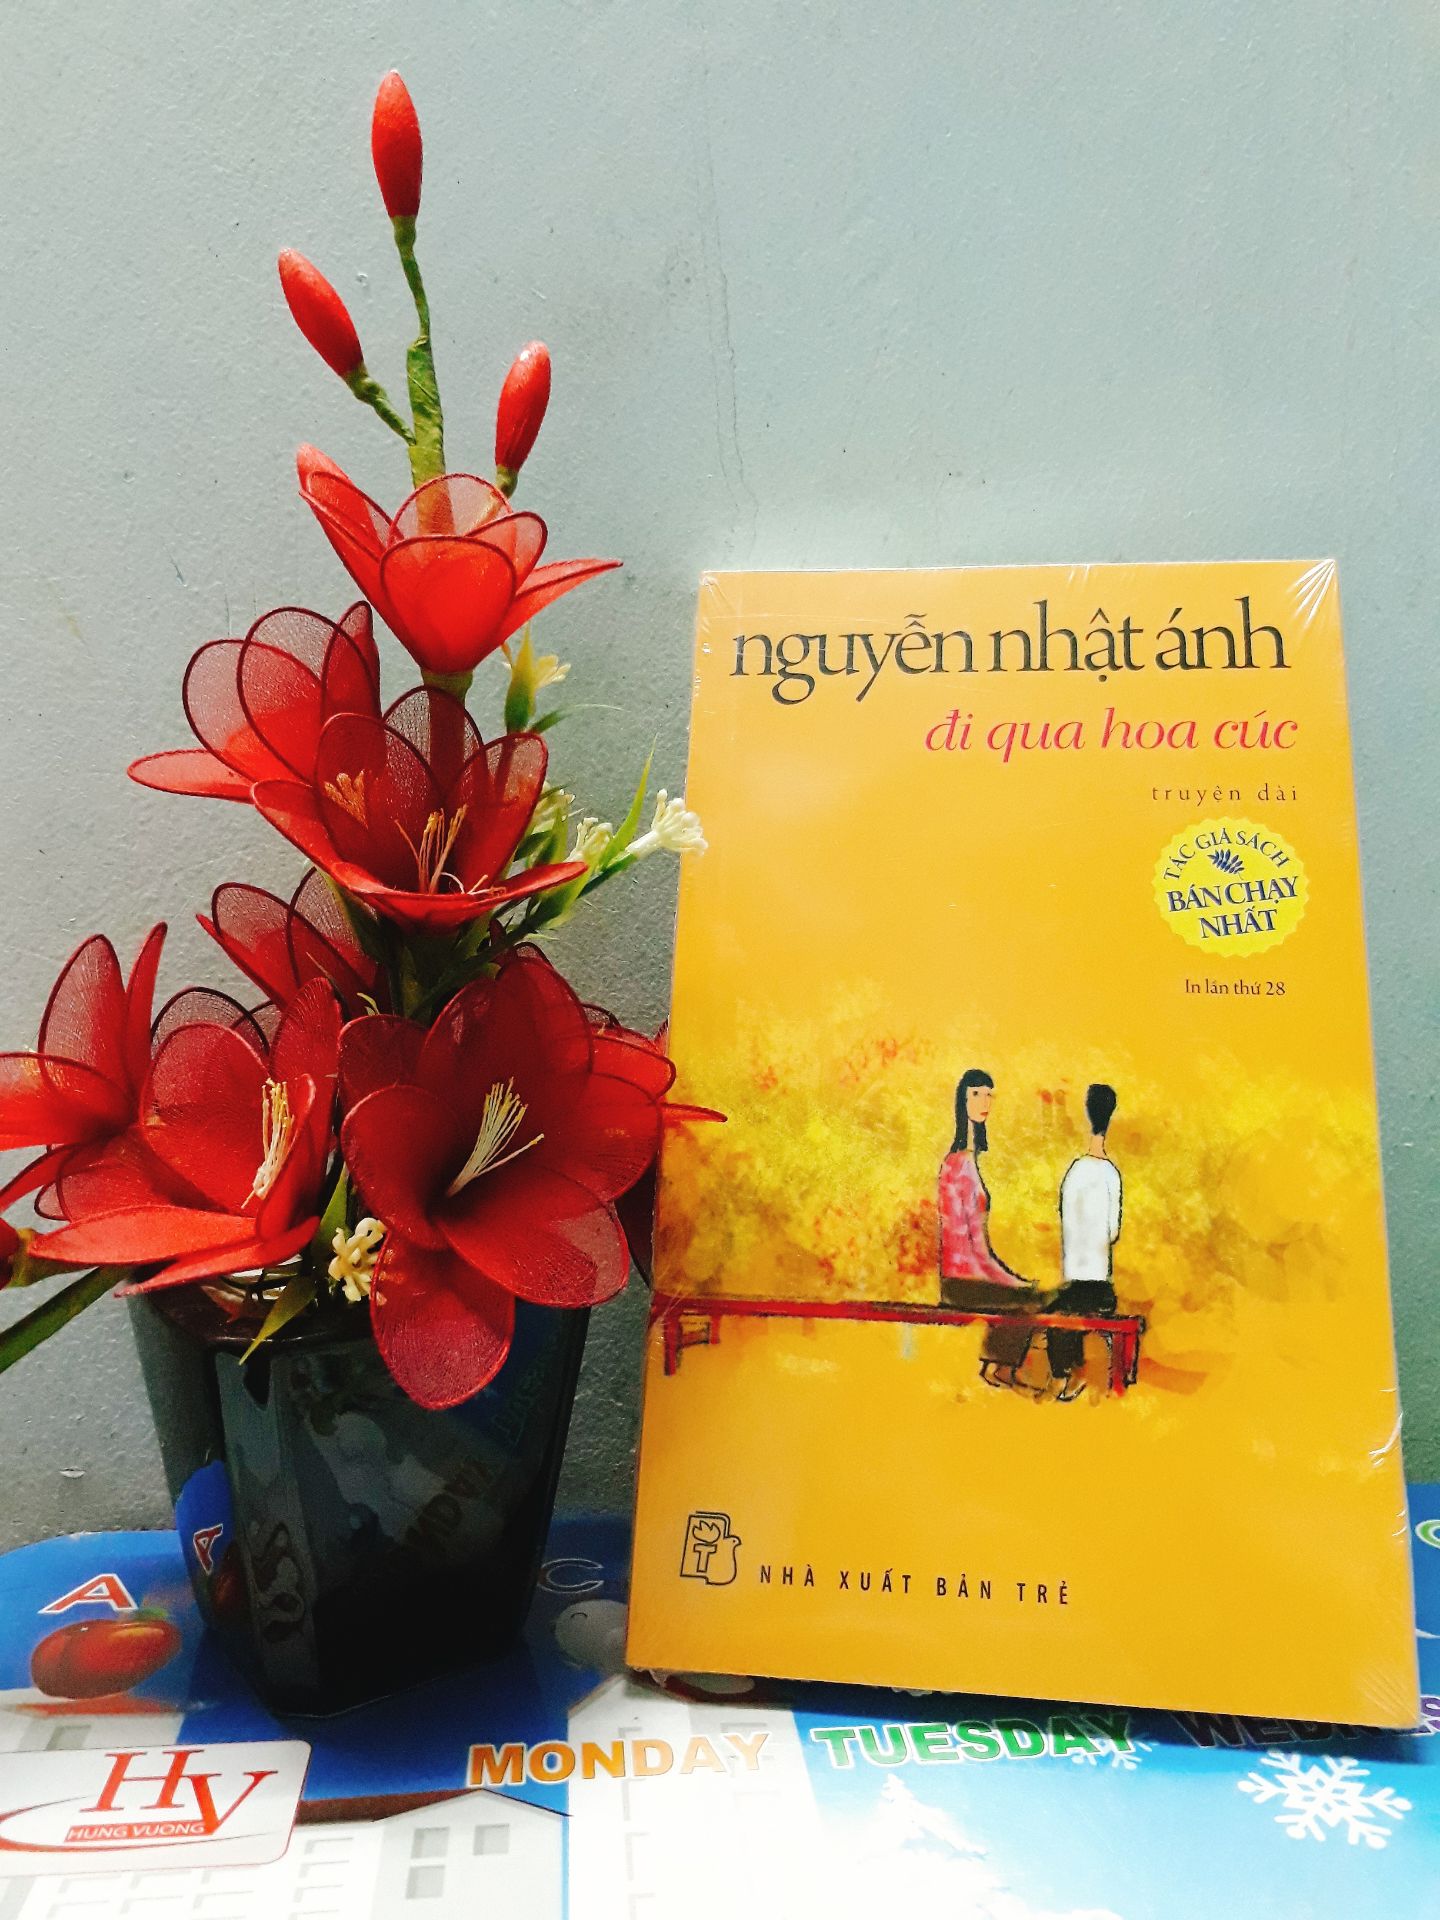 nguyễn nhật ánh
đi qua hoa cúc
truyện dài
TÁC GIẢ SÁCH
BÁN CHẠY
NHẤT
In lần thứ 28
T
NHÀ XUẤT BẢN TRẺ
A
A
C
MONDAY TUESDAY
HV
HUNG VUONG